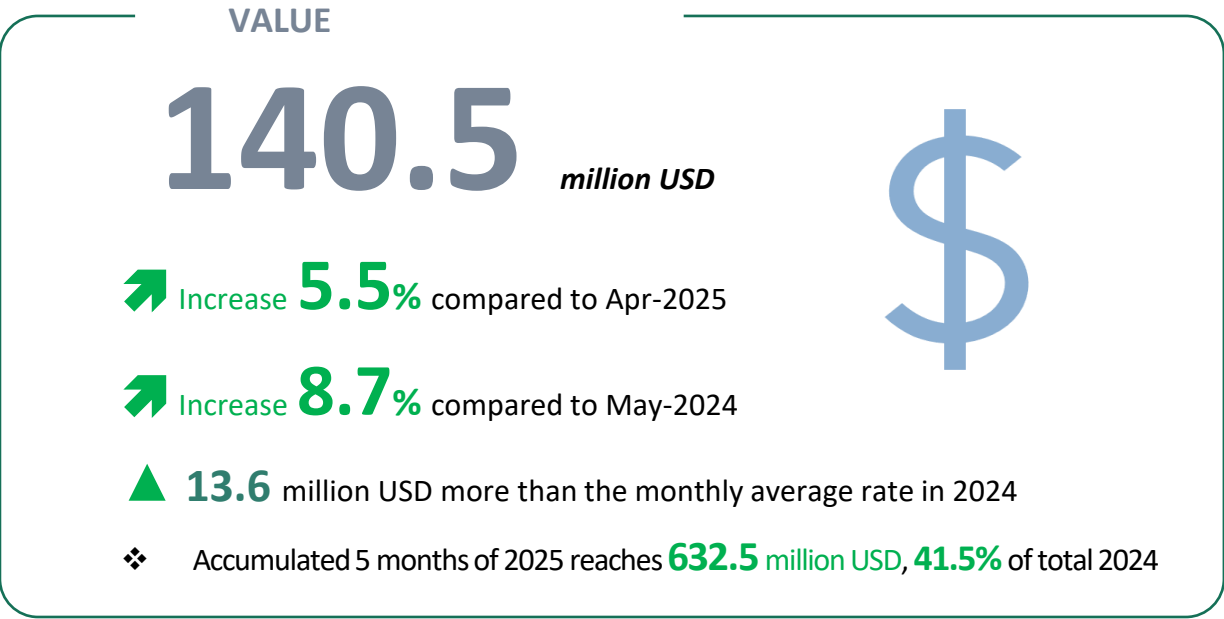 VALUE
140.5 million USD
Increase 5.5% compared to Apr-2025
Increase 8.7% compared to May-2024
13.6 million USD more than the monthly average rate in 2024
Accumulated 5 months of 2025 reaches 632.5 million USD, 41.5% of total 2024